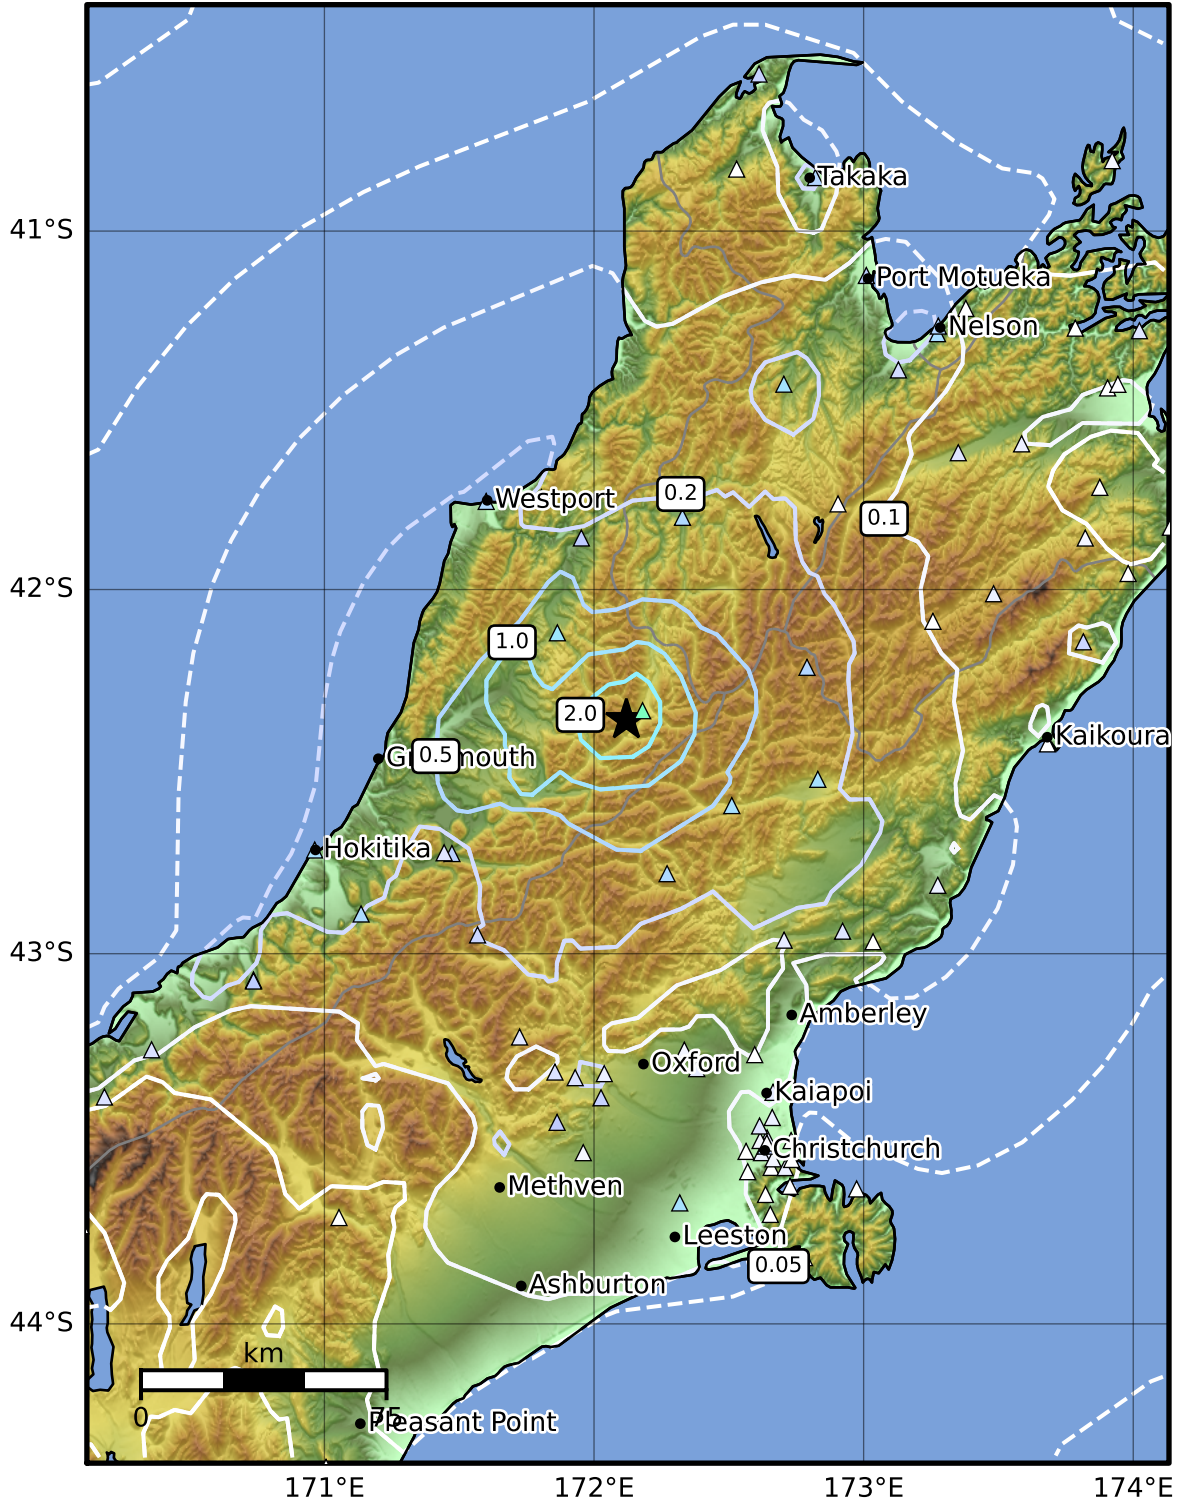 Takaka
41°S
Port Motueka
Nelson
0.2
Westport
0.1
42°S
1.0
2.0
Kaikoura
0.5
Hokitika
43°S
Amberley
Oxford
Kaiapoi
Christchurch
Methven
Leeston
0.05
Ashburton
44°S
km
0
75
Pleasant Point
171°E
172°E
173°E
174°E